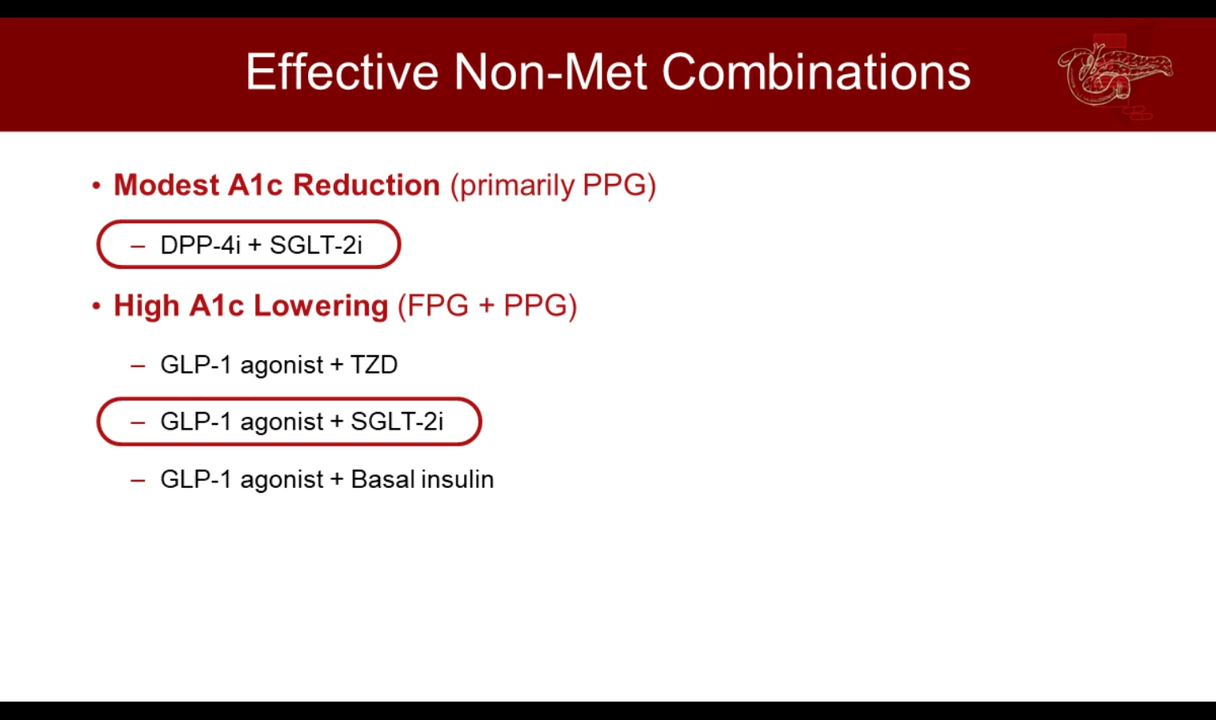 Effective Non-Met Combinations
• Modest A1c Reduction (primarily PPG)
– DPP-4i + SGLT-2i
• High A1c Lowering (FPG + PPG)
– GLP-1 agonist + TZD
– GLP-1 agonist + SGLT-2i
– GLP-1 agonist + Basal insulin